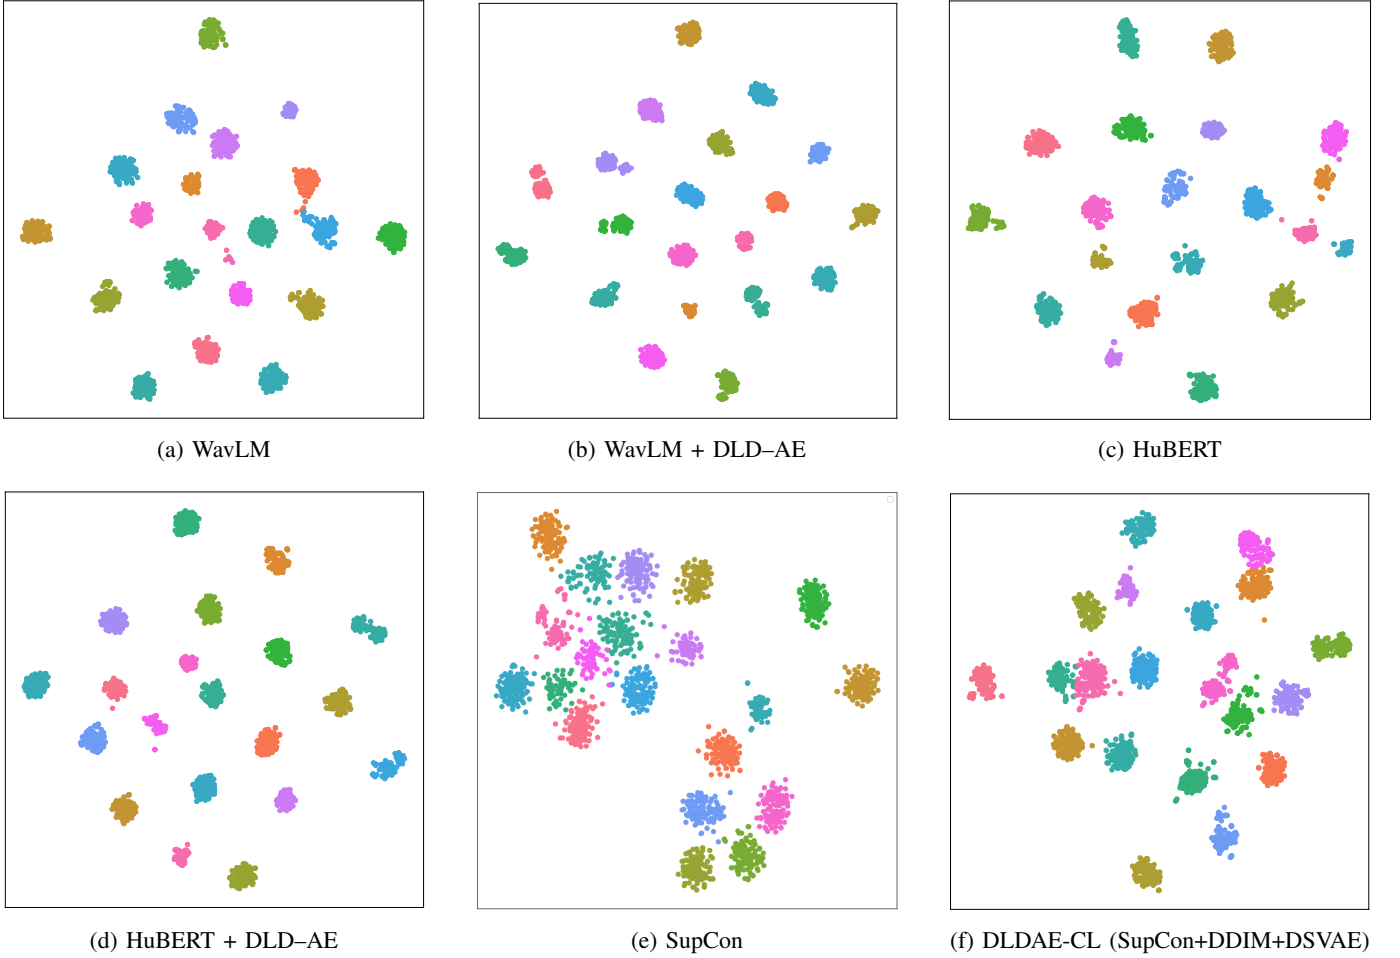 (a) WavLM
(b) WavLM + DLD–AE
(c) HuBERT
(d) HuBERT + DLD–AE
(e) SupCon
(f) DLDAE-CL (SupCon+DDIM+DSVAE)